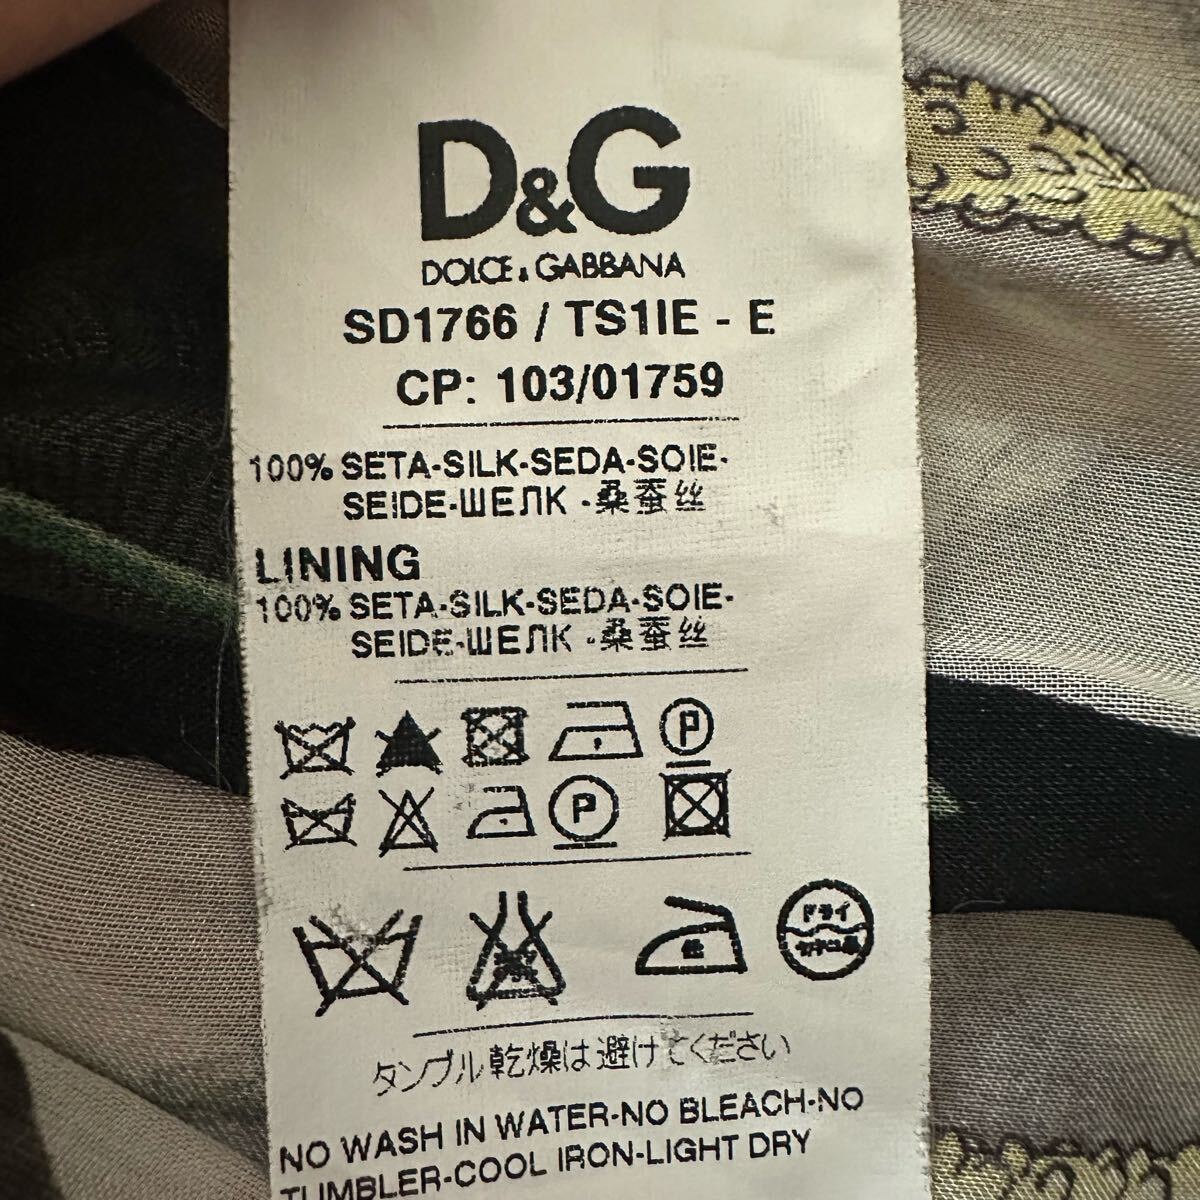 D&G
DOLCE & GABBANA
SD1766 / TS1IE - E
CP: 103/01759
100% SETA-SILK-SEDA-SOIE-
SEIDE-ШЕЛК -桑蚕丝
LINING
100% SETA-SILK-SEDA-SOIE-
SEIDE-ШЕЛК -桑蚕丝
P
P
低
ドライ
タンブル乾燥は避けてください
NO WASH IN WATER-NO BLEACH-NO
TUMBLER-COOL IRON-LIGHT DRY